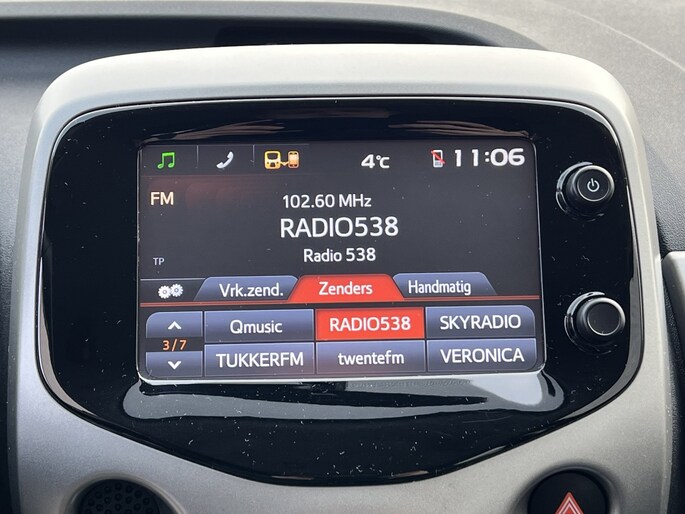 4°C 11:06
FM
102.60 MHz
RADIO538
Radio 538
TP
Vrk.zend. Zenders Handmatig
Qmusic RADIO538 SKYRADIO
3/7
TUKKERFM twentefm VERONICA